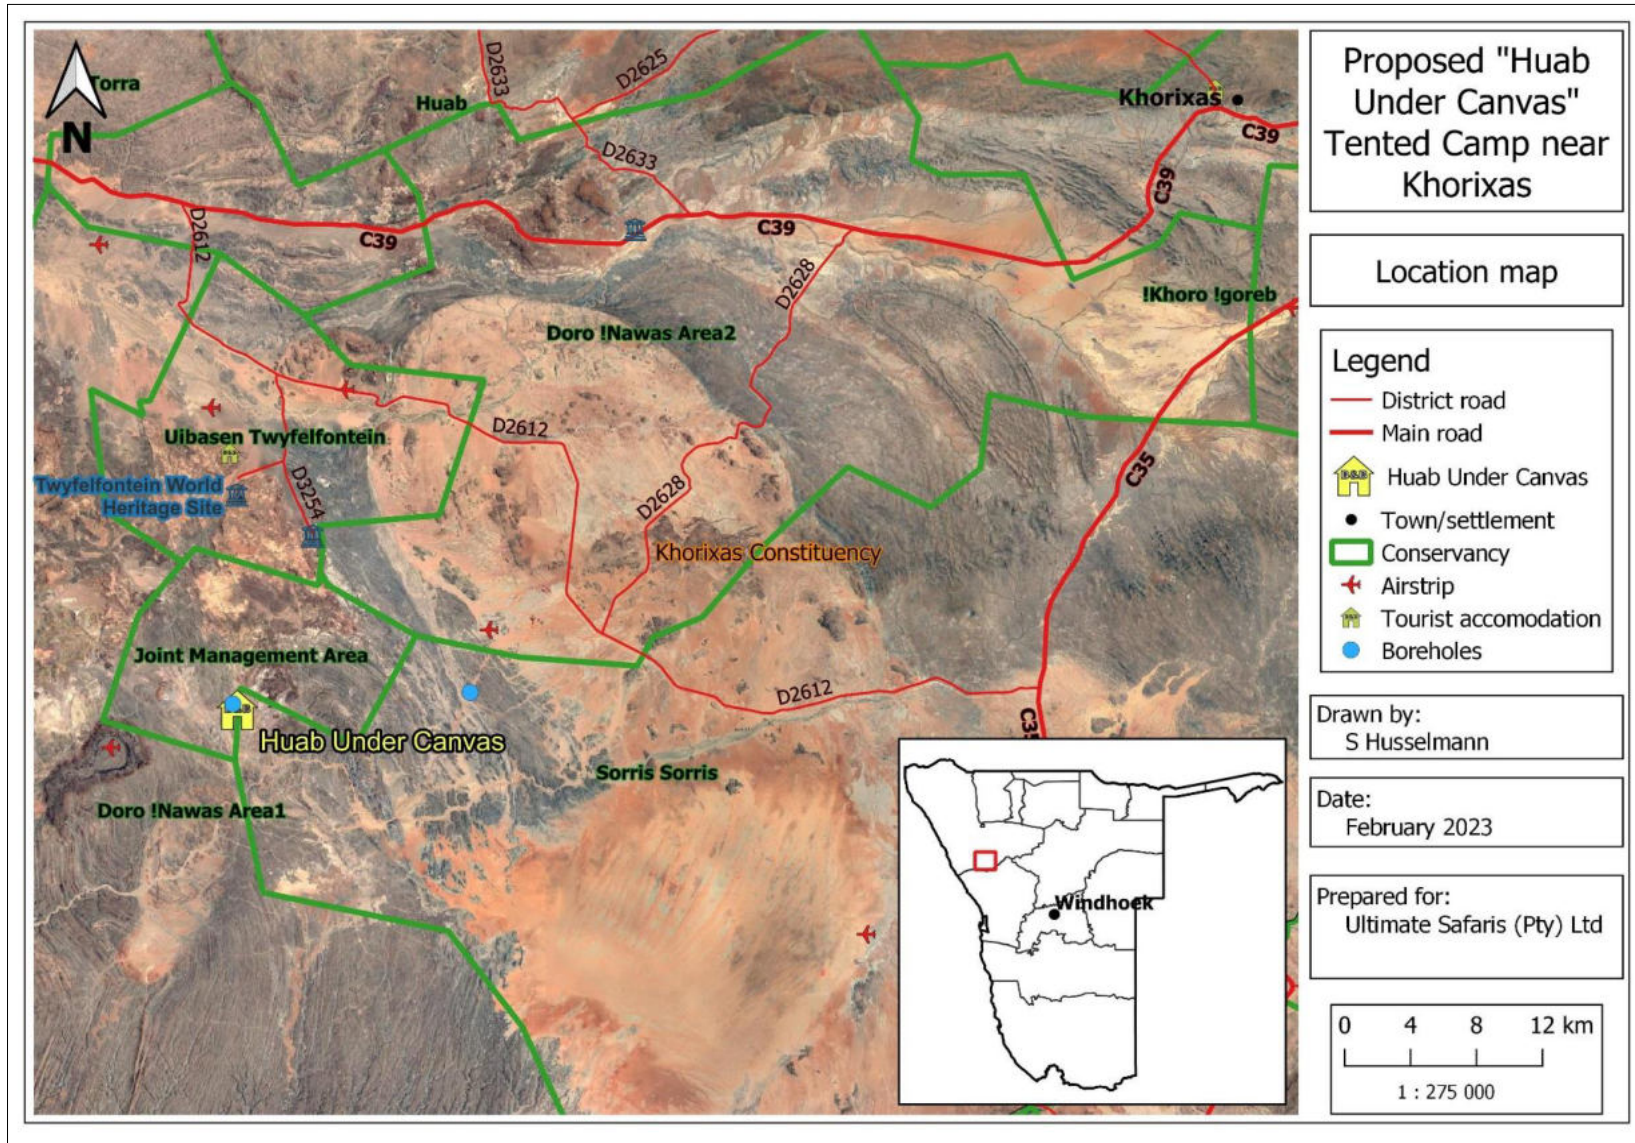 Torra
N
Huab
D2633
D2625
D2633
Khorixas
C39
C39
C39
C39
D2612
D2628
!Khoro !goreb
Doro !Nawas Area2
D2612
Uibasen Twyfelfontein
Twyfelfontein World
Heritage Site
D3254
D2628
C35
Khorixas Constituency
Joint Management Area
B&B
Huab Under Canvas
D2612
C35
Sorris Sorris
Doro !Nawas Area1
Windhoek
Proposed "Huab
Under Canvas"
Tented Camp near
Khorixas
Location map
Legend
District road
Main road
B&B
Huab Under Canvas
Town/settlement
Conservancy
Airstrip
Tourist accomodation
Boreholes
Drawn by:
S Husselmann
Date:
February 2023
Prepared for:
Ultimate Safaris (Pty) Ltd
0 4 8 12 km
1 : 275 000